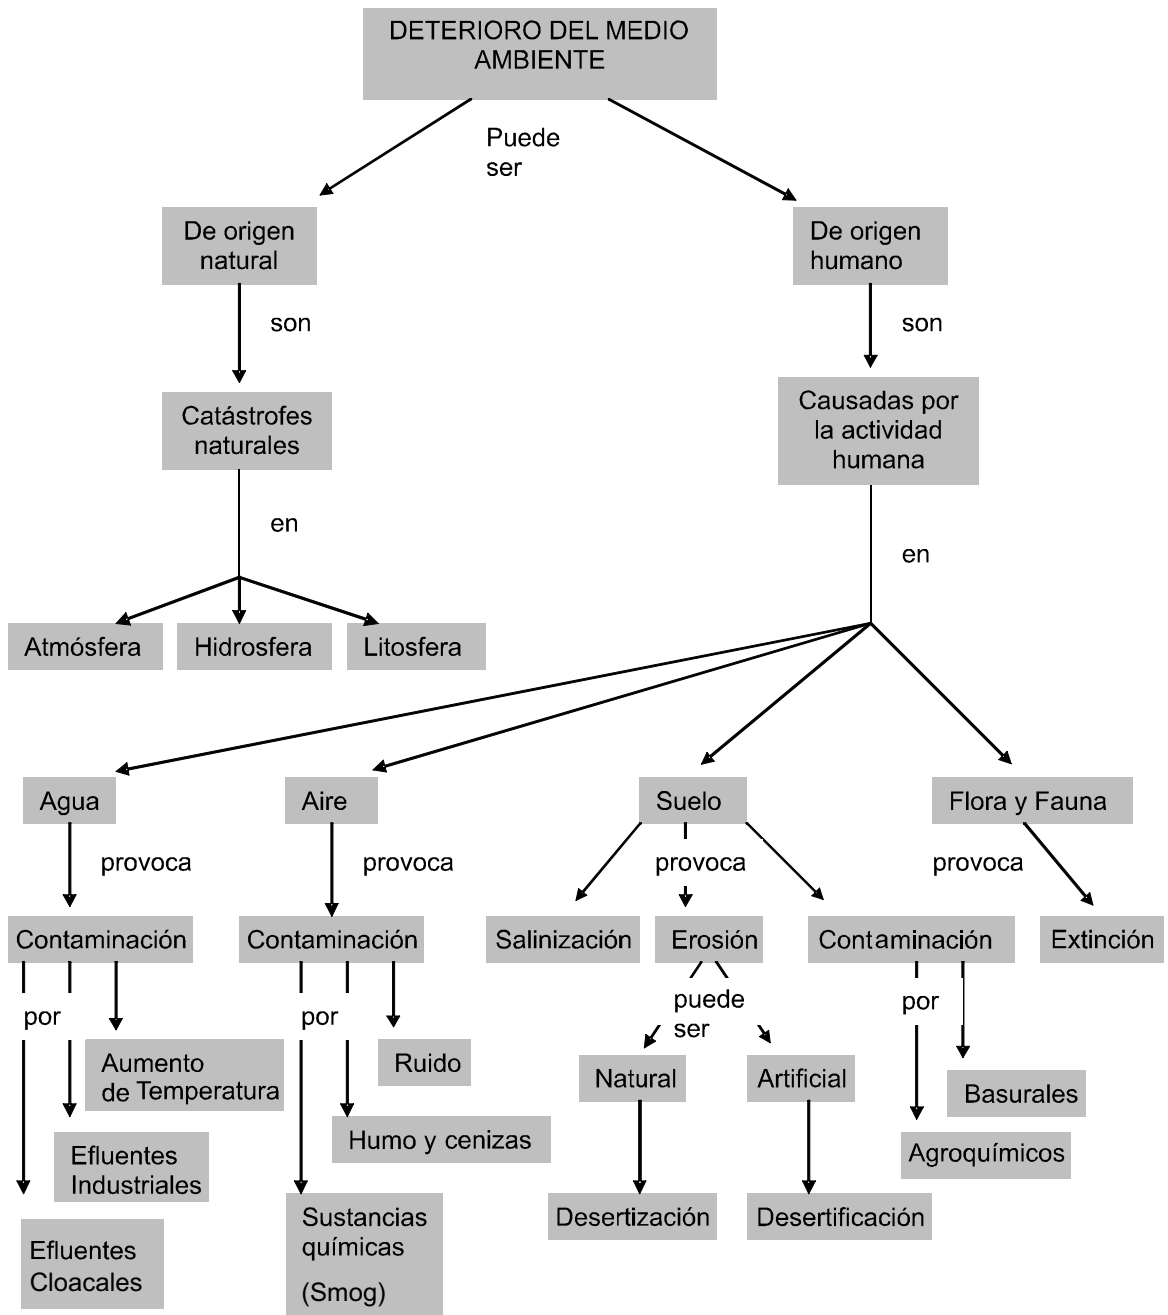 DETERIORO DEL MEDIO
AMBIENTE
Puede
ser
De origen
natural
De origen
humano
son
son
Catástrofes
naturales
Causadas por
la actividad
humana
en
en
Atmósfera
Hidrosfera
Litosfera
Agua
Aire
Suelo
Flora y Fauna
provoca
provoca
provoca
provoca
Contaminación
Contaminación
Salinización
Erosión
Contaminación
Extinción
por
por
puede
ser
por
Aumento
de Temperatura
Ruido
Natural
Artificial
Basurales
Humo y cenizas
Agroquímicos
Efluentes
Industriales
Sustancias
químicas
(Smog)
Desertización
Desertificación
Efluentes
Cloacales